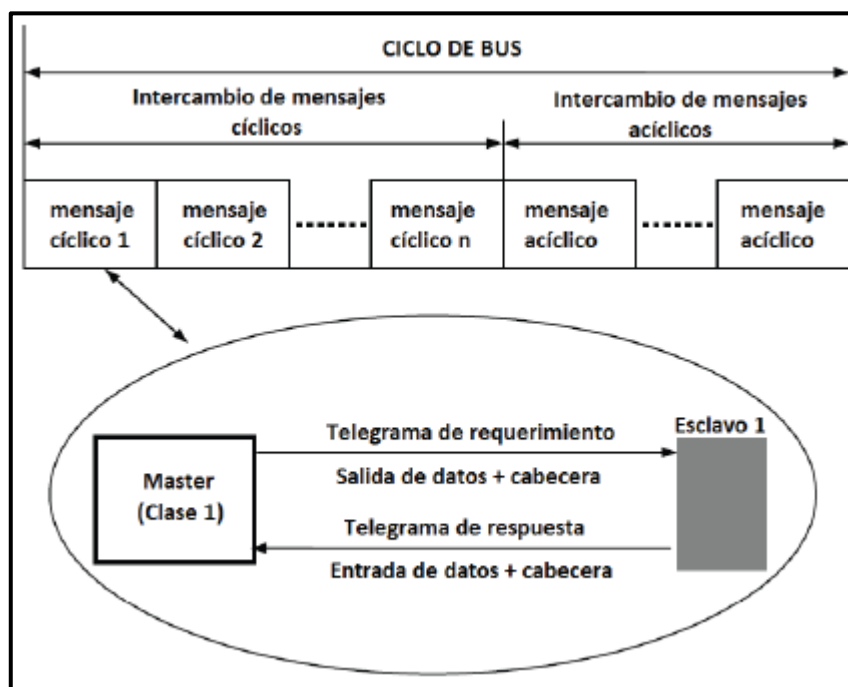 CICLO DE BUS
Intercambio de mensajes
cíclicos
Intercambio de mensajes
acíclicos
mensaje
cíclico 1
mensaje
cíclico 2
mensaje
cíclico n
mensaje
acíclico
mensaje
acíclico
Master
(Clase 1)
Telegrama de requerimiento
Salida de datos + cabecera
Telegrama de respuesta
Entrada de datos + cabecera
Esclavo 1